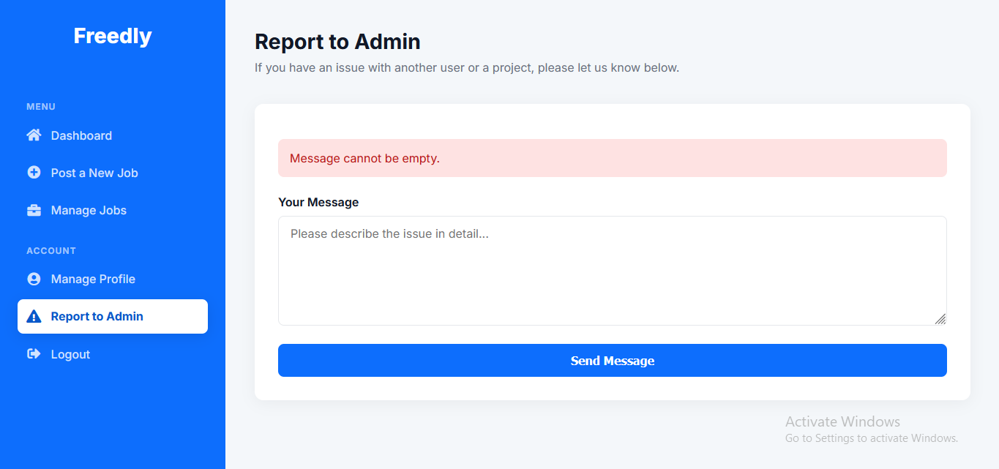 Freedly
MENU
Dashboard
Post a New Job
Manage Jobs
ACCOUNT
Manage Profile
Report to Admin
Logout
Report to Admin
If you have an issue with another user or a project, please let us know below.
Message cannot be empty.
Your Message
Please describe the issue in detail...
Send Message
Activate Windows
Go to Settings to activate Windows.